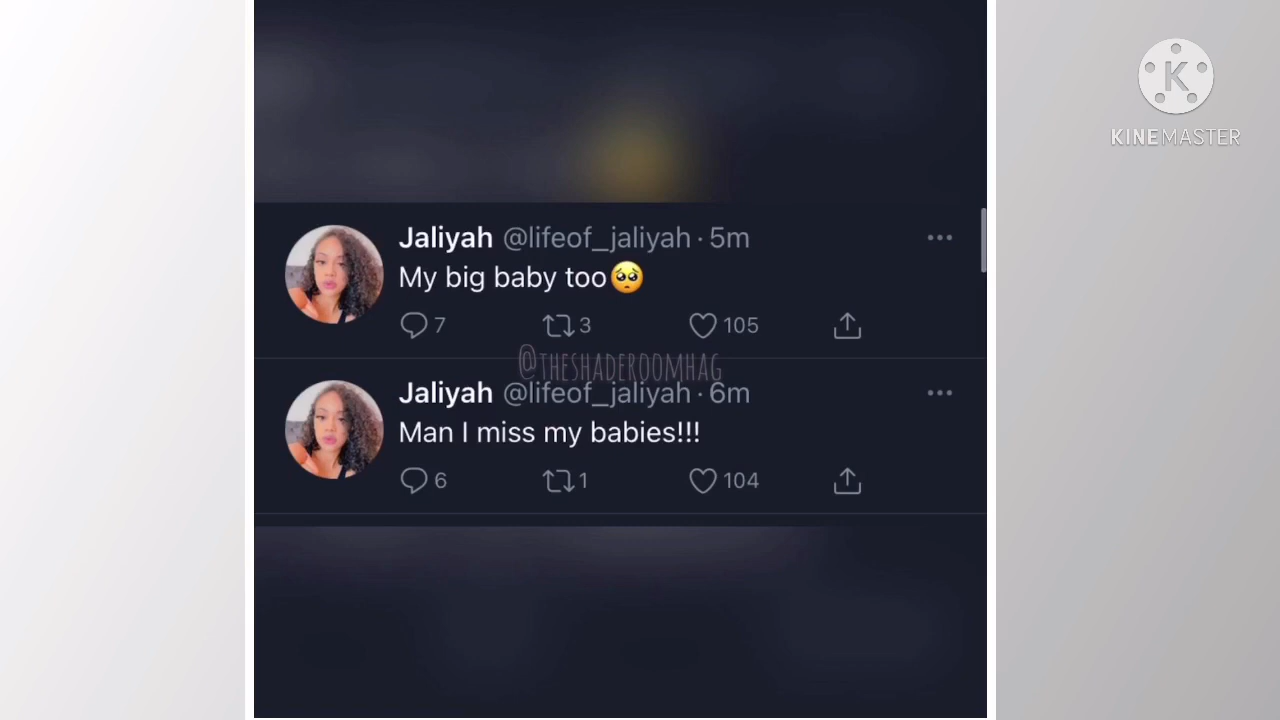 KINEMASTER
Jaliyah @lifeof_jaliyah · 5m
My big baby too🥺
7 3 105
@THESHADEROOMHAG
Jaliyah @lifeof_jaliyah · 6m
Man I miss my babies!!!
6 1 104